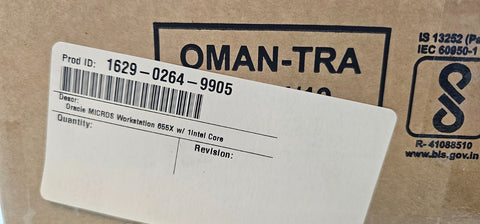 OMAN-TRA
IS 13252 (Pa
IEC 60950-1
R- 41088510
www.bis.gov.in
Prod ID: 1629-0264-9905
Descr:
Oracle MICROS Workstation 655X w/ 1Intel Core
Quantity:
Revision: